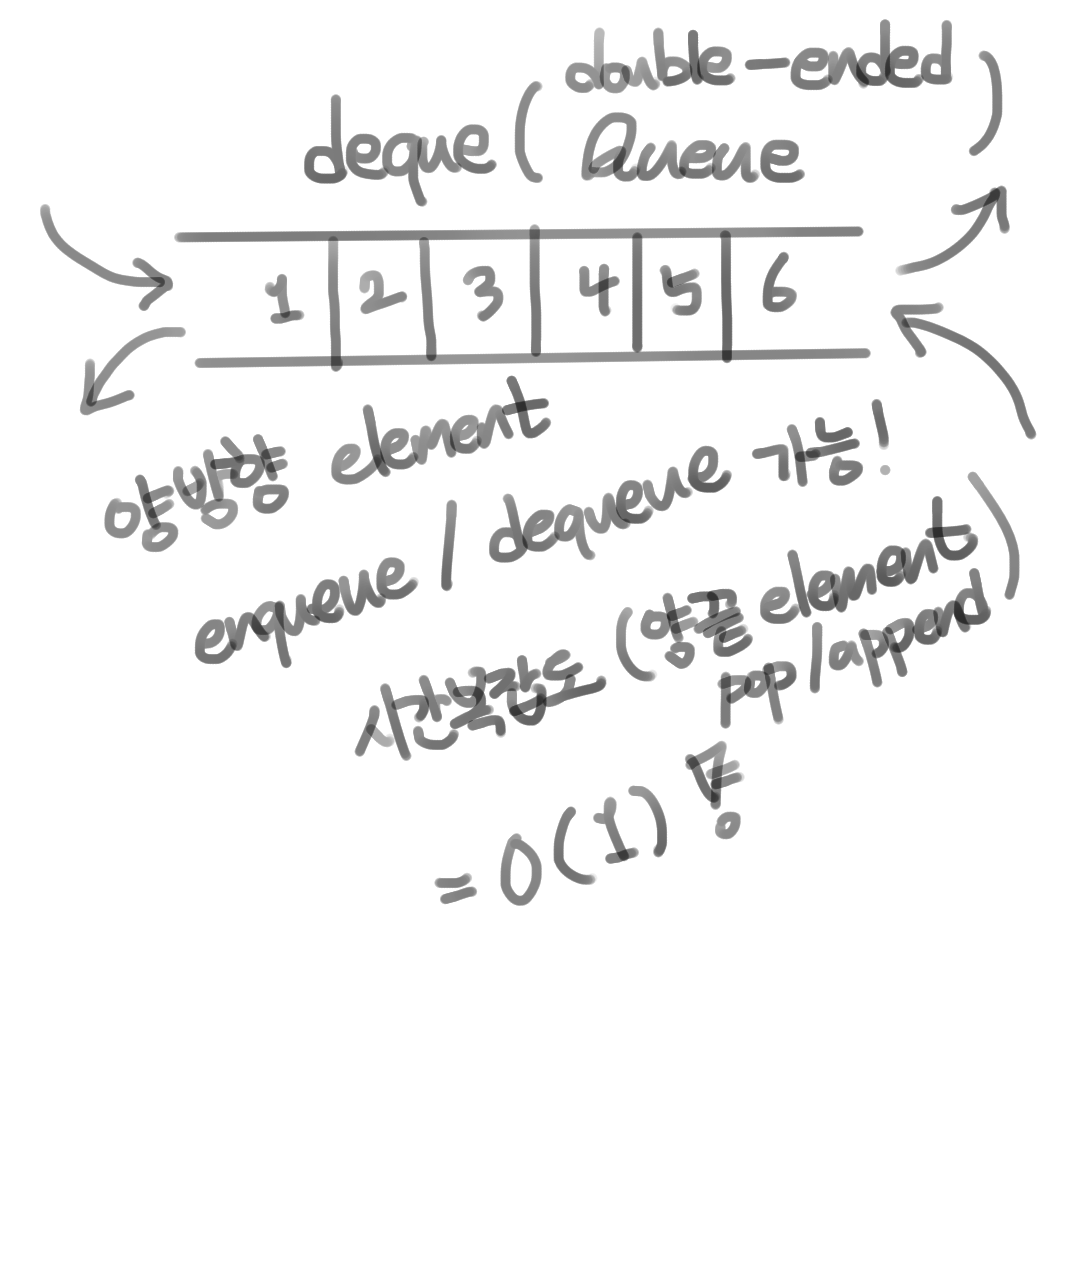 deque (double-ended
Queue)
1 2 3 4 5 6
양방향 element
enqueue / dequeue 가능!
시간복잡도 (양끝 element
pop/append)
= O(1)!